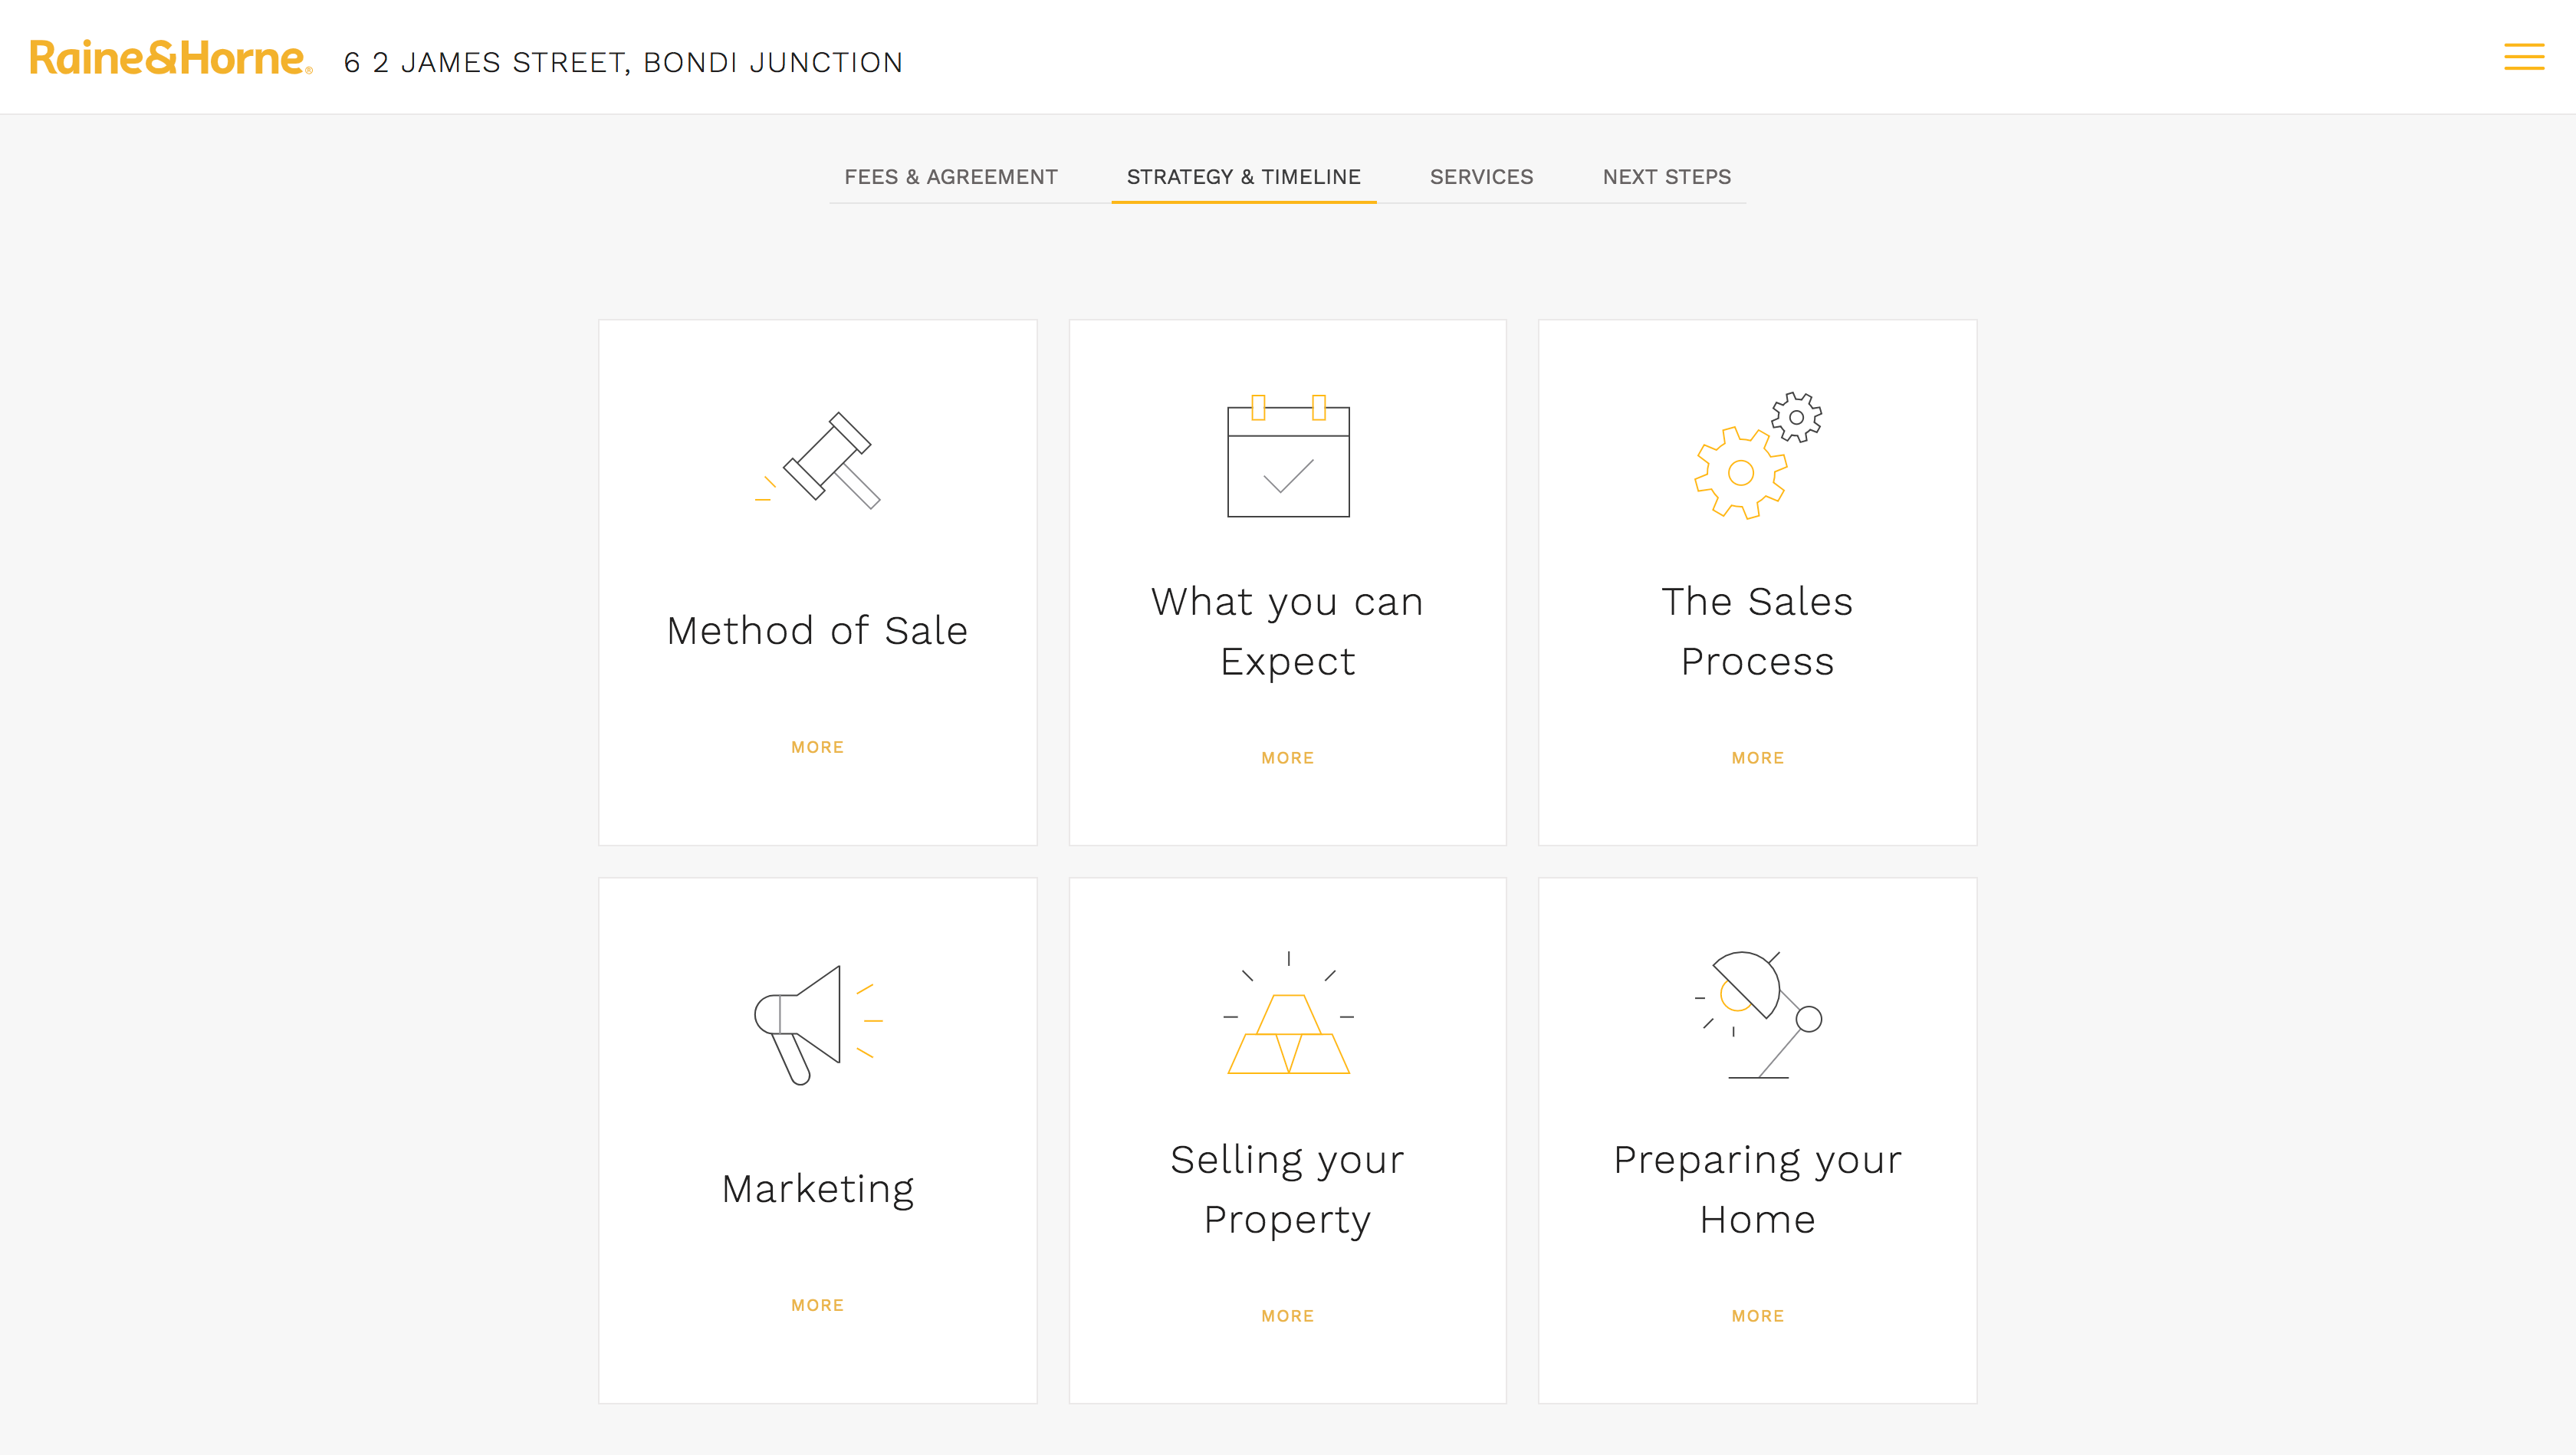 Raine&Horne®
6 2 JAMES STREET, BONDI JUNCTION
FEES & AGREEMENT
STRATEGY & TIMELINE
SERVICES
NEXT STEPS
Method of Sale
MORE
What you can
Expect
MORE
The Sales
Process
MORE
Marketing
MORE
Selling your
Property
MORE
Preparing your
Home
MORE